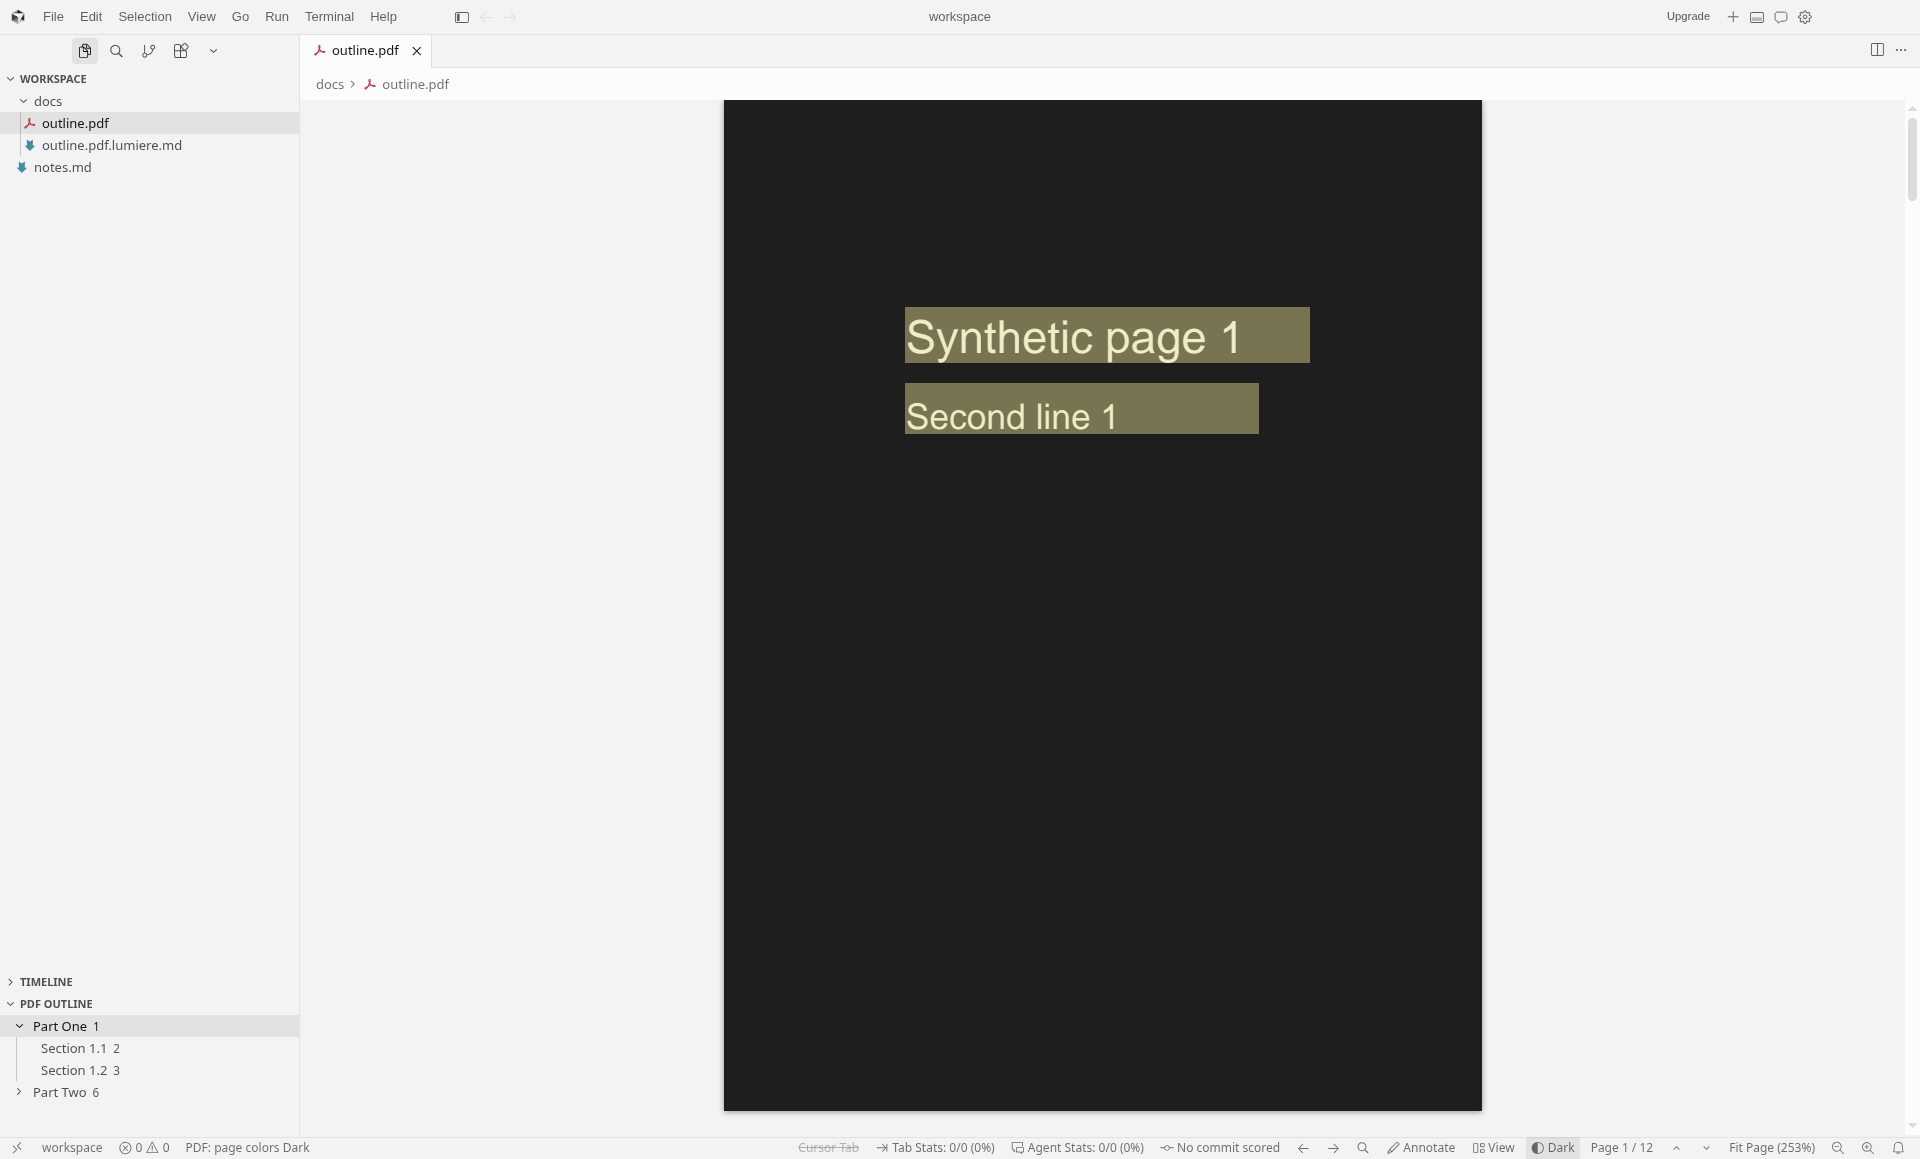 File Edit Selection View Go Run Terminal Help
workspace
Upgrade
outline.pdf
docs
outline.pdf
WORKSPACE
docs
outline.pdf
outline.pdf.lumiere.md
notes.md
Synthetic page 1
Second line 1
TIMELINE
PDF OUTLINE
Part One 1
Section 1.1 2
Section 1.2 3
Part Two 6
workspace 0 0 PDF: page colors Dark Cursor Tab Tab Stats: 0/0 (0%) Agent Stats: 0/0 (0%) No commit scored Annotate View Dark Page 1 / 12 Fit Page (253%)